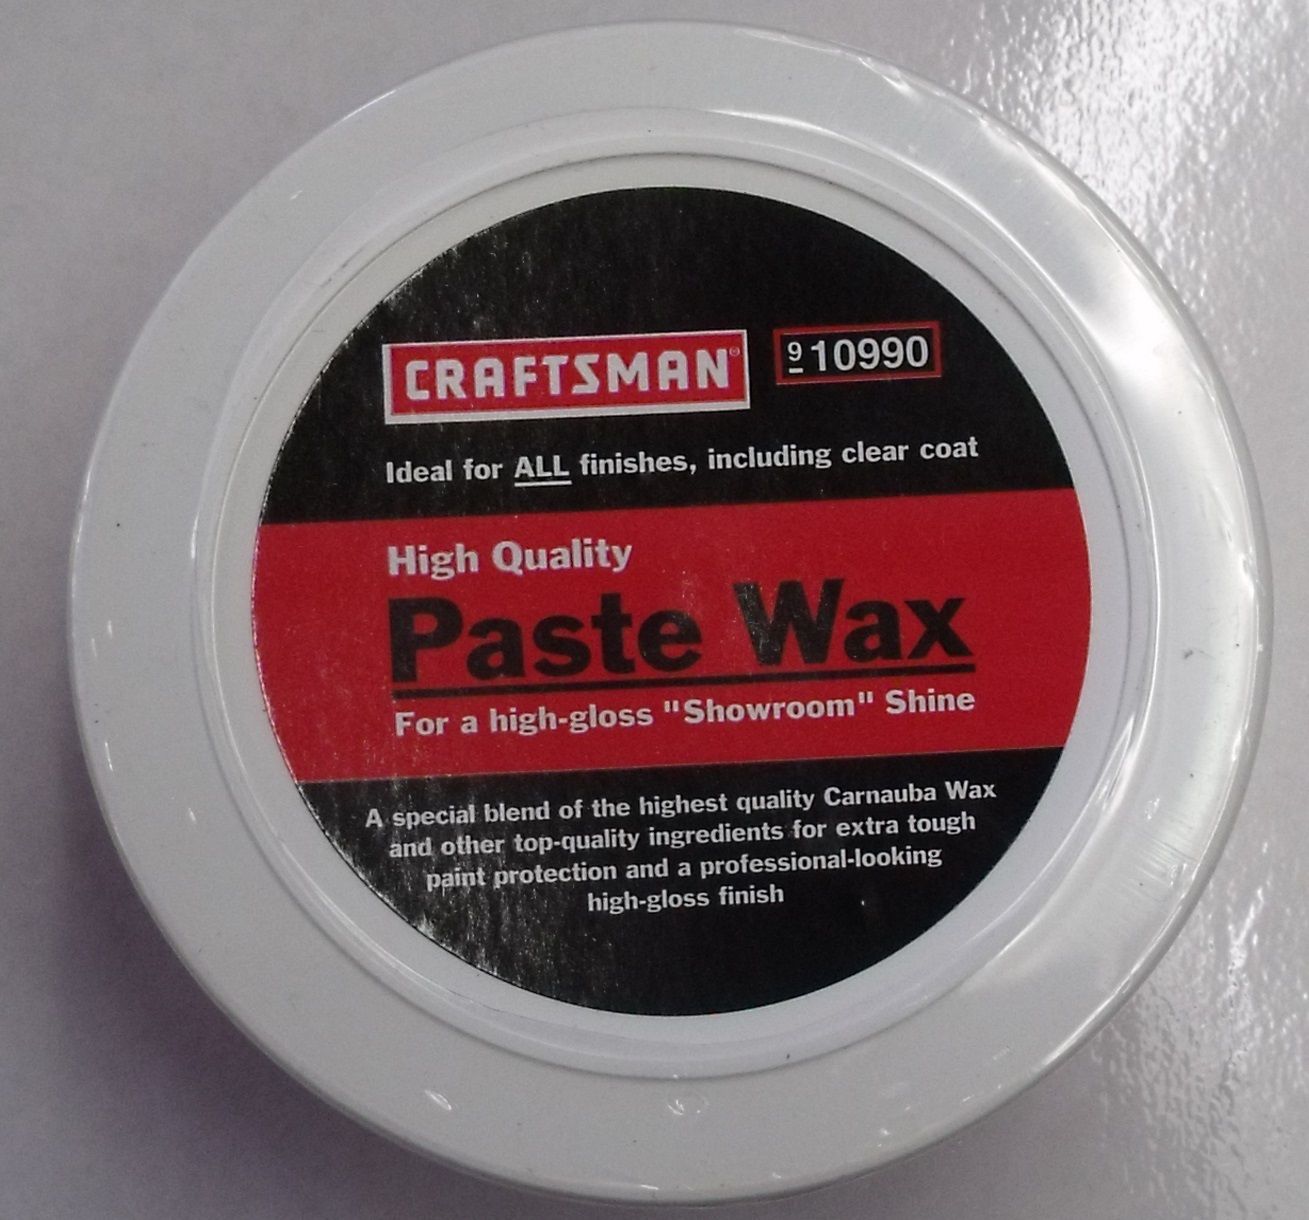 CRAFTSMAN® 9 10990
Ideal for ALL finishes, including clear coat
High Quality
Paste Wax
For a high-gloss "Showroom" Shine
A special blend of the highest quality Carnauba Wax
and other top-quality ingredients for extra tough
paint protection and a professional-looking
high-gloss finish